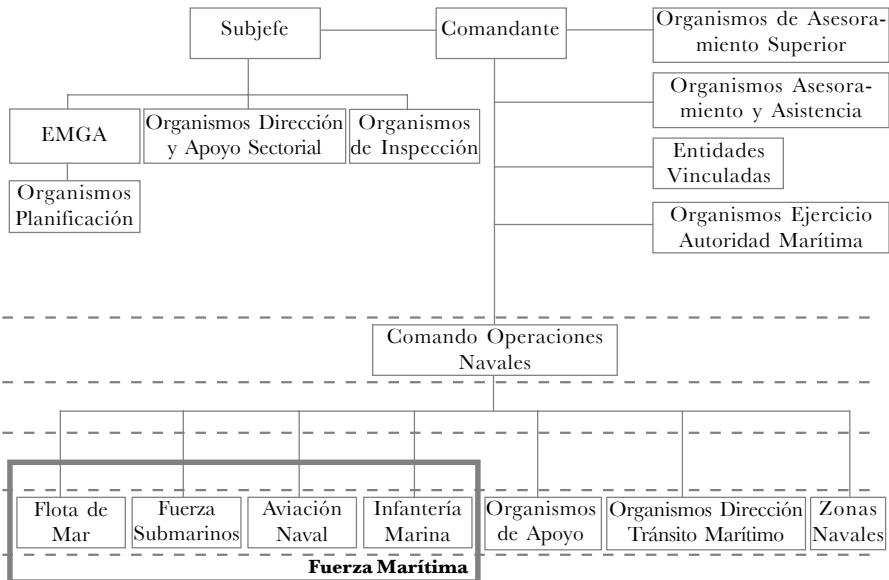 Subjefe
Comandante
Organismos de Asesora-
miento Superior
Organismos Asesora-
miento y Asistencia
EMGA
Organismos Dirección
y Apoyo Sectorial
Organismos
de Inspección
Entidades
Vinculadas
Organismos
Planificación
Organismos Ejercicio
Autoridad Marítima
Comando Operaciones
Navales
Flota de
Mar
Fuerza
Submarinos
Aviación
Naval
Infantería
Marina
Organismos
de Apoyo
Organismos Dirección
Tránsito Marítimo
Zonas
Navales
Fuerza Marítima